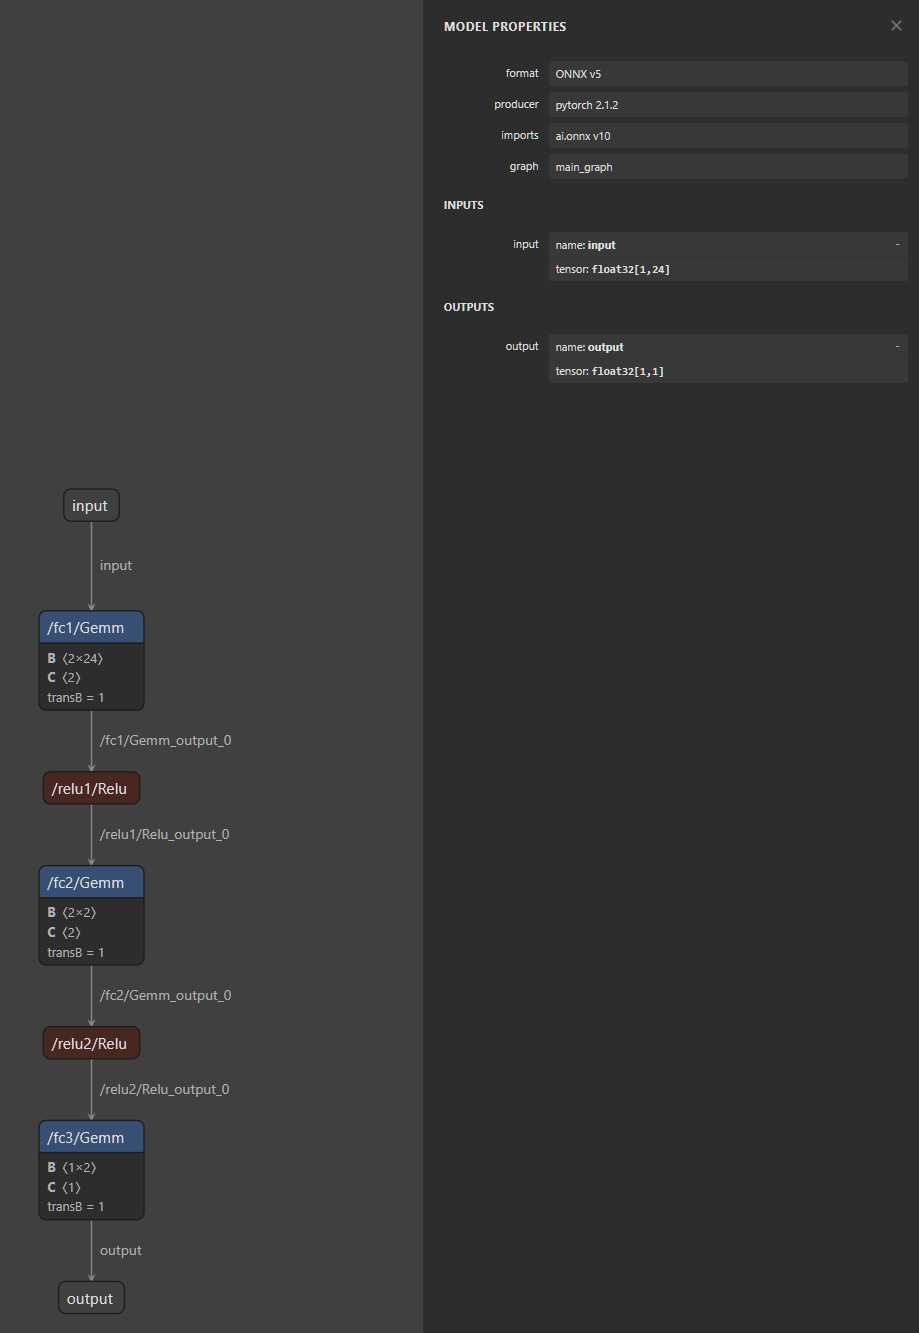 MODEL PROPERTIES
format ONNX v5
producer pytorch 2.1.2
imports ai.onnx v10
graph main_graph
INPUTS
input name: input -
tensor: float32[1,24]
OUTPUTS
output name: output -
tensor: float32[1,1]
input
input
/fc1/Gemm
B ⟨2×24⟩
C ⟨2⟩
transB = 1
/fc1/Gemm_output_0
/relu1/Relu
/relu1/Relu_output_0
/fc2/Gemm
B ⟨2×2⟩
C ⟨2⟩
transB = 1
/fc2/Gemm_output_0
/relu2/Relu
/relu2/Relu_output_0
/fc3/Gemm
B ⟨1×2⟩
C ⟨1⟩
transB = 1
output
output